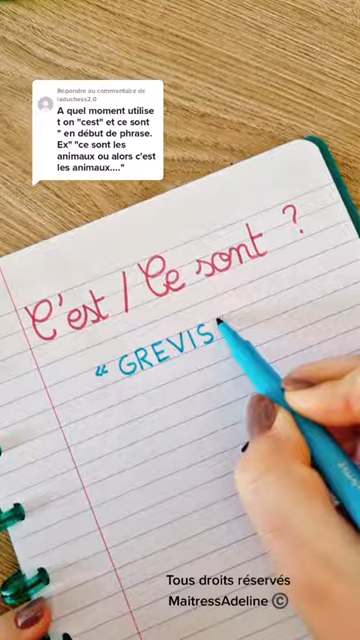 Répondre au commentaire de
laduchess2.0
A quel moment utilise
t on "cest" et ce sont
" en début de phrase.
Ex" "ce sont les
animaux ou alors c'est
les animaux...."
C'est / Ce sont ?
« GREVIS
Tous droits réservés
MaitressAdeline ©